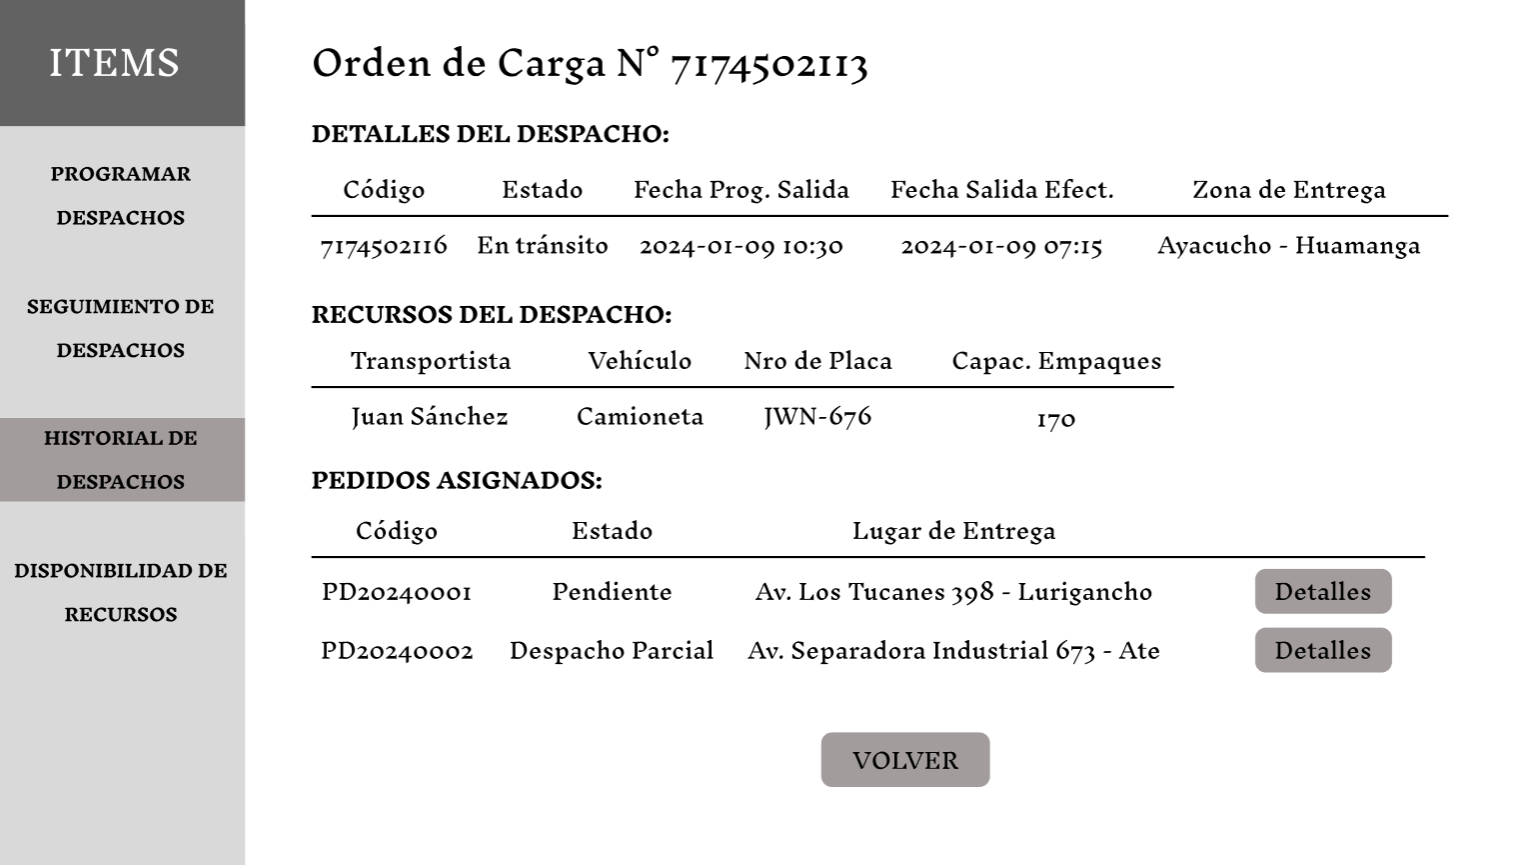 ITEMS
PROGRAMAR
DESPACHOS
SEGUIMIENTO DE
DESPACHOS
HISTORIAL DE
DESPACHOS
DISPONIBILIDAD DE
RECURSOS
Orden de Carga N° 7174502113
DETALLES DEL DESPACHO:
Código Estado Fecha Prog. Salida Fecha Salida Efect. Zona de Entrega
7174502116 En tránsito 2024-01-09 10:30 2024-01-09 07:15 Ayacucho - Huamanga
RECURSOS DEL DESPACHO:
Transportista Vehículo Nro de Placa Capac. Empaques
Juan Sánchez Camioneta JWN-676 170
PEDIDOS ASIGNADOS:
Código Estado Lugar de Entrega
PD20240001 Pendiente Av. Los Tucanes 398 - Lurigancho Detalles
PD20240002 Despacho Parcial Av. Separadora Industrial 673 - Ate Detalles
VOLVER